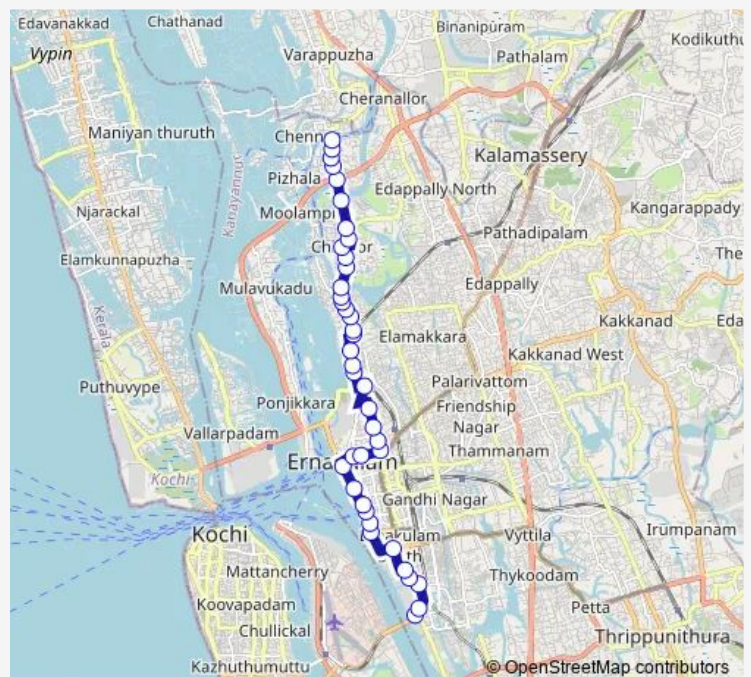 Edavanakkad
Chathanad
Binanipuram
Kodikuthu
Vypin
Varappuzha
Pathalam
Cheranallor
Maniyan thuruth
Chenn
Kalamassery
Pizhala
Edappally North
Kanayannur
Njarackal
Moolampi
Kangarappady
Pathadipalam
Elamkunnapuzha
The
Mulavukadu
Edappally
Kerala
Kakkanad
Eda
Elamakkara
Kakkanad West
Puthuvype
Palarivattom
Ponjikkara
Friendship
Nagar
Vallarpadam
Thammanam
Kochi
Gandhi Nagar
Kochi
Vyttila
Irumpanam
Mattancherry
Thykoodam
Koovapadam
Petta
Chullickal
Thrippunithura
Kazhuthumuttu
© OpenStreetMap contributors